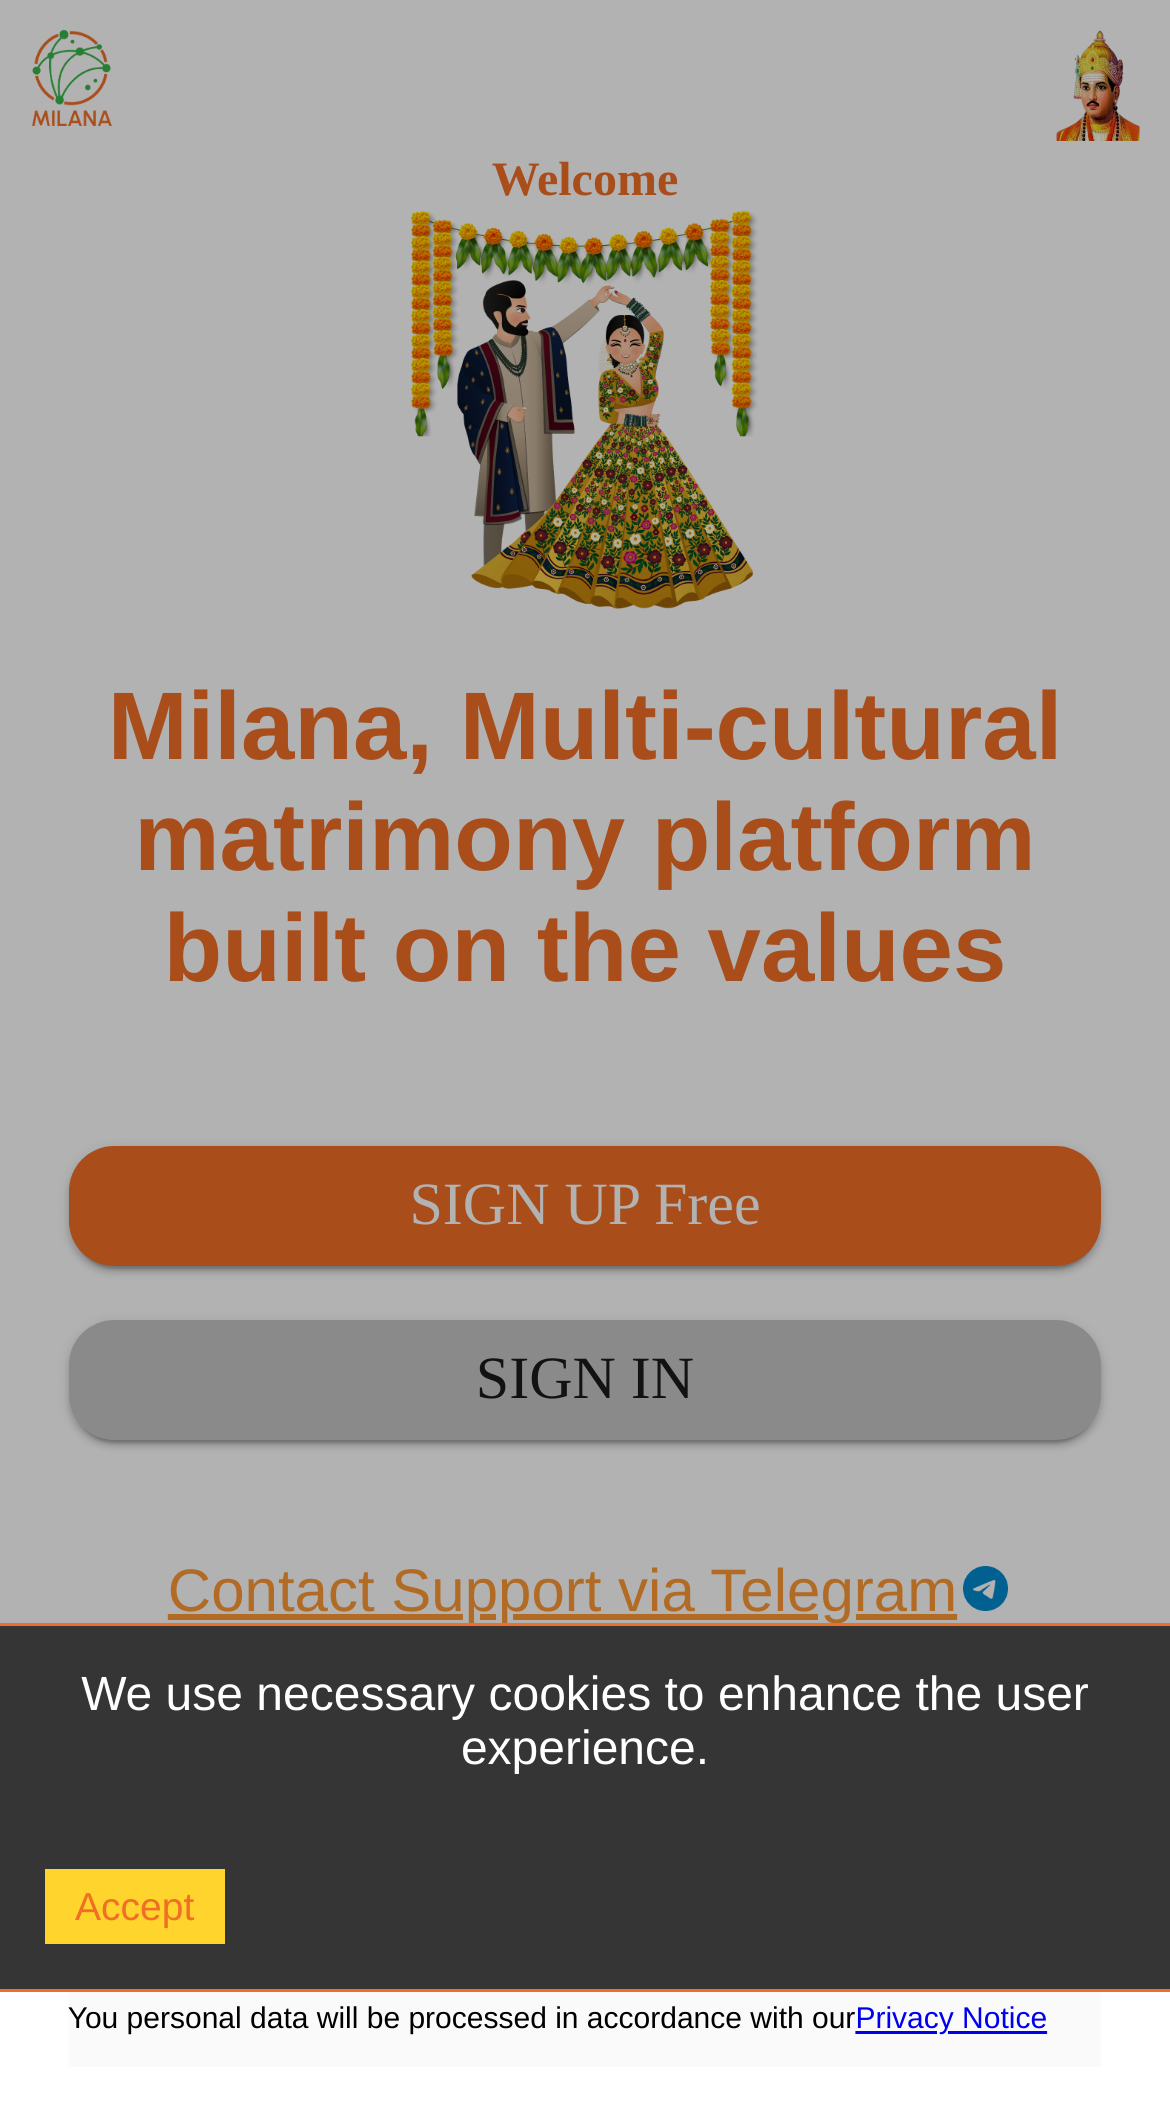 MILANA
Welcome
Milana, Multi-cultural
matrimony platform
built on the values
SIGN UP Free
SIGN IN
Contact Support via Telegram
We use necessary cookies to enhance the user
experience.
Accept
You personal data will be processed in accordance with ourPrivacy Notice